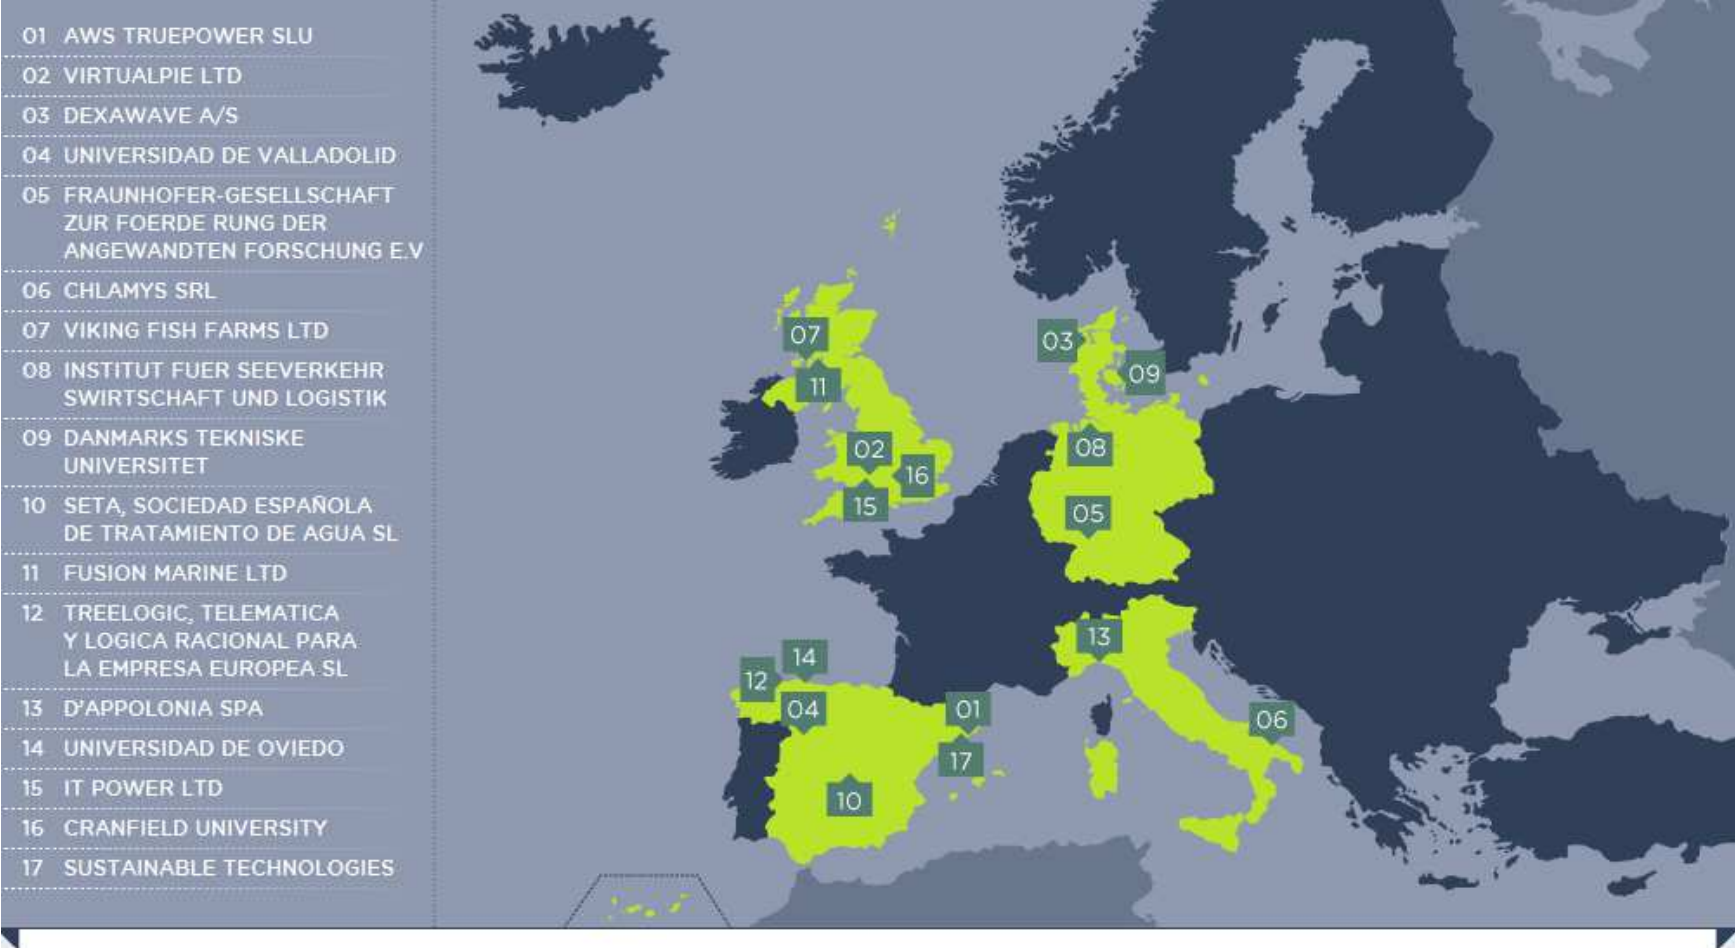 01 AWS TRUEPOWER SLU
02 VIRTUALPIE LTD
03 DEXAWAVE A/S
04 UNIVERSIDAD DE VALLADOLID
05 FRAUNHOFER-GESELLSCHAFT
ZUR FOERDE RUNG DER
ANGEWANDTEN FORSCHUNG E.V
06 CHLAMYS SRL
07 VIKING FISH FARMS LTD
08 INSTITUT FUER SEEVERKEHR
SWIRTSCHAFT UND LOGISTIK
09 DANMARKS TEKNISKE
UNIVERSITET
10 SETA, SOCIEDAD ESPAÑOLA
DE TRATAMIENTO DE AGUA SL
11 FUSION MARINE LTD
12 TREELOGIC, TELEMATICA
Y LOGICA RACIONAL PARA
LA EMPRESA EUROPEA SL
13 D'APPOLONIA SPA
14 UNIVERSIDAD DE OVIEDO
15 IT POWER LTD
16 CRANFIELD UNIVERSITY
17 SUSTAINABLE TECHNOLOGIES
07
03
09
11
02
08
16
15
05
13
14
12
04
01
06
17
10